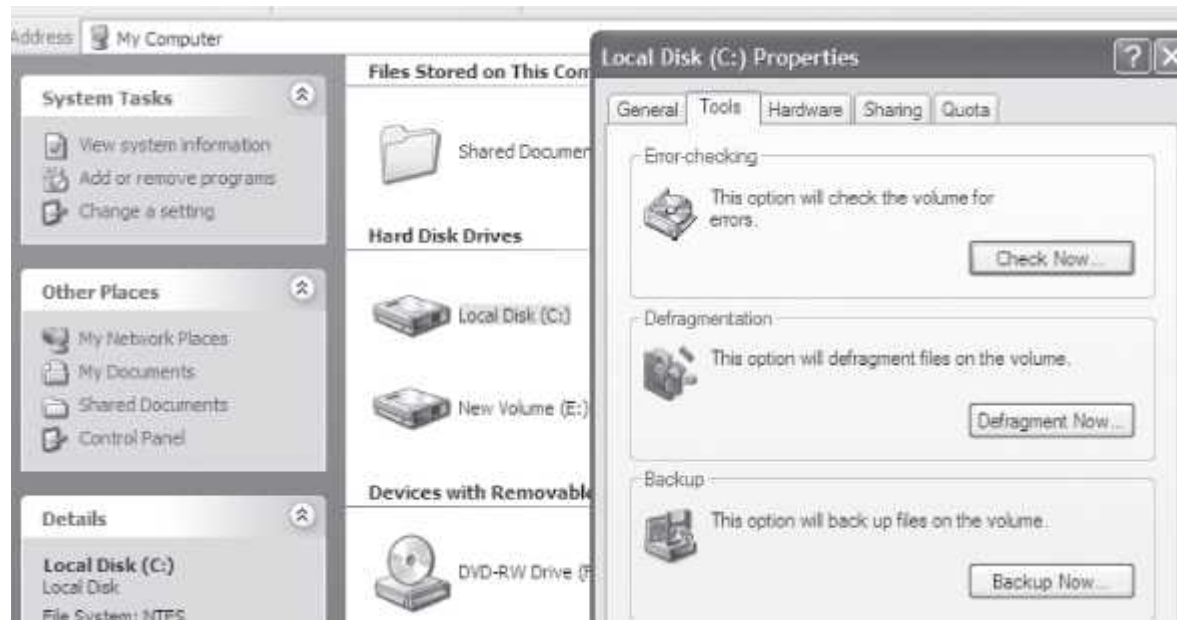 Address My Computer
System Tasks
View system information
Add or remove programs
Change a setting
Other Places
My Network Places
My Documents
Shared Documents
Control Panel
Details
Local Disk (C:)
Local Disk
File System: NTFS
Files Stored on This Com
Shared Documen
Hard Disk Drives
Local Disk (C:)
New Volume (E:)
Devices with Removable
DVD-RW Drive (F
Local Disk (C:) Properties
General Tools Hardware Sharing Quota
Error-checking
This option will check the volume for
errors.
Check Now...
Defragmentation
This option will defragment files on the volume.
Defragment Now...
Backup
This option will back up files on the volume.
Backup Now...